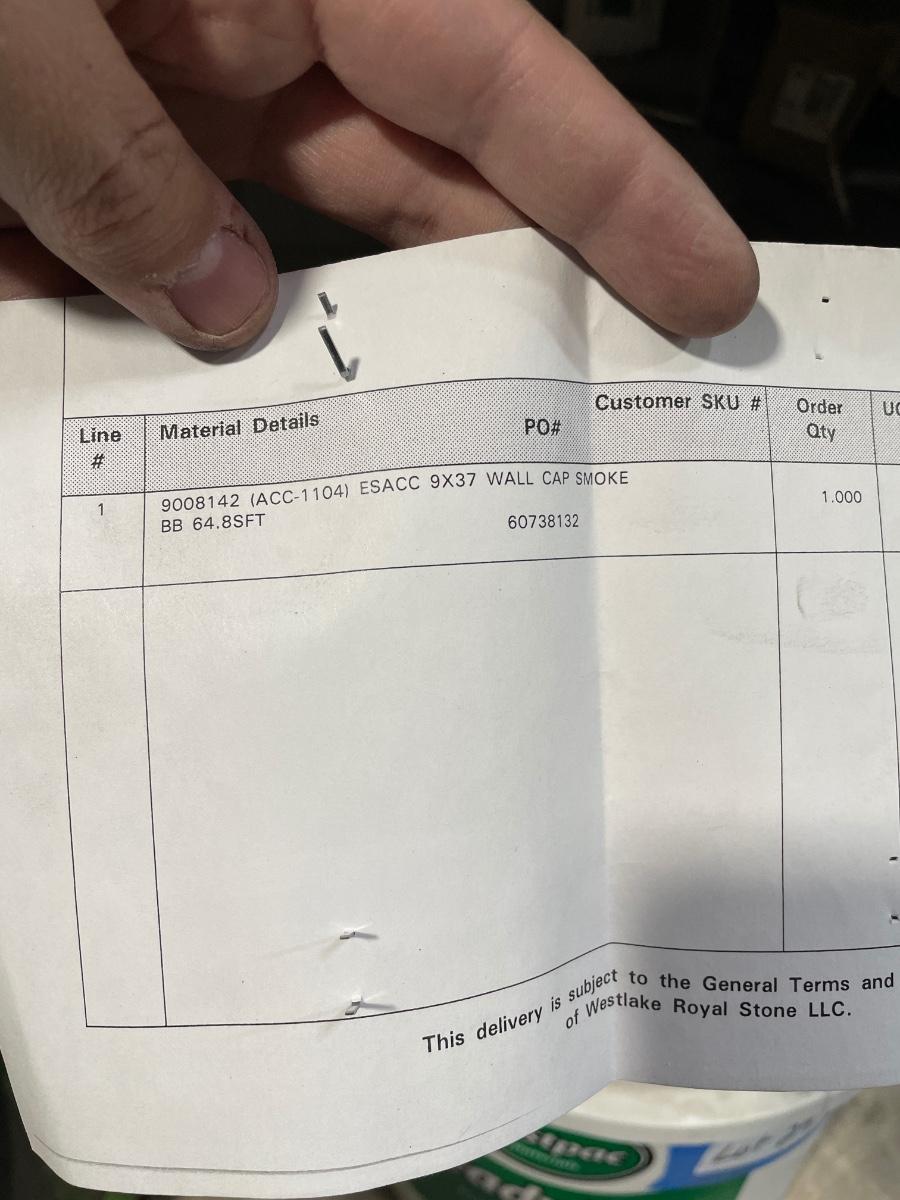 Line #
Material Details
PO#
Customer SKU #
Order Qty
1
9008142 (ACC-1104) ESACC 9X37 WALL CAP SMOKE
BB 64.8SFT
60738132
1.000
This delivery is subject to the General Terms and
of Westlake Royal Stone LLC.